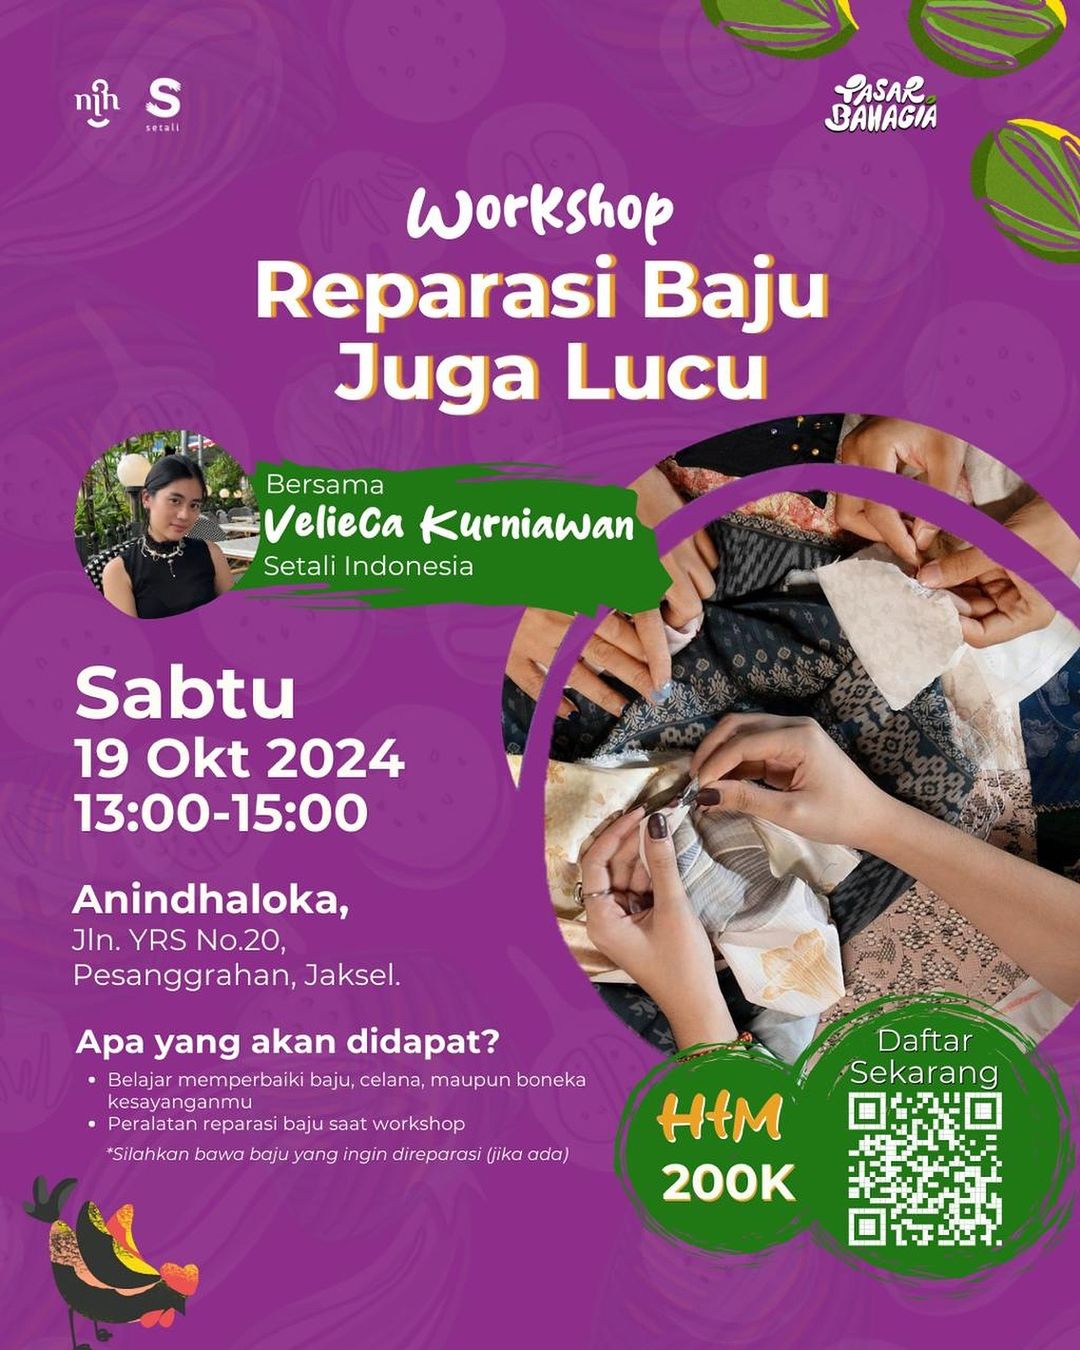 n1h
S
setali
PASAR
BAHAGIA
Workshop
Reparasi Baju
Juga Lucu
Bersama
VelieCa Kurniawan
Setali Indonesia
Sabtu
19 Okt 2024
13:00-15:00
Anindhaloka,
Jln. YRS No.20,
Pesanggrahan, Jaksel.
Apa yang akan didapat?
• Belajar memperbaiki baju, celana, maupun boneka
kesayanganmu
• Peralatan reparasi baju saat workshop
*Silahkan bawa baju yang ingin direparasi (jika ada)
HTM
200K
Daftar
Sekarang